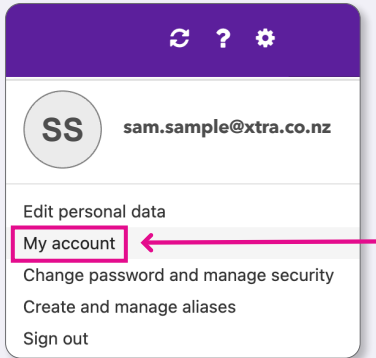 ?
SS
sam.sample@xtra.co.nz
Edit personal data
My account
Change password and manage security
Create and manage aliases
Sign out